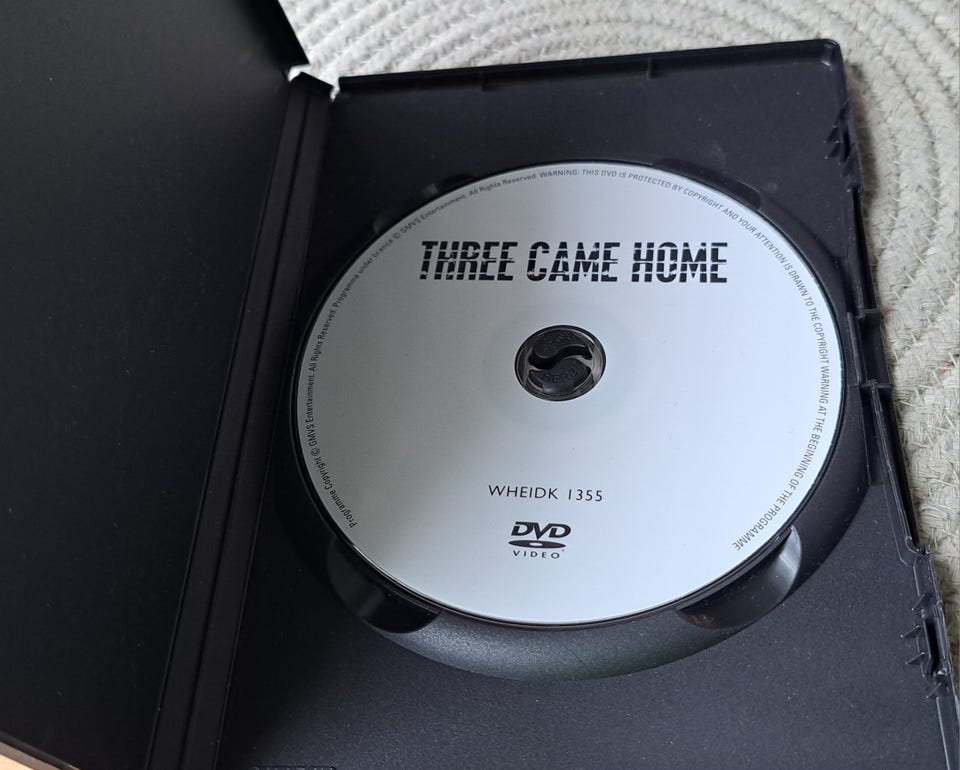 Programme Copyright © GMVS Entertainment. All Rights Reserved. Programme under licence © GMVS Entertainment. All Rights Reserved. WARNING: THIS DVD IS PROTECTED BY COPYRIGHT AND YOUR ATTENTION IS DRAWN TO THE COPYRIGHT WARNING AT THE BEGINNING OF THE PROGRAMME
THREE CAME HOME
WHEIDK 1355
DVD
VIDEO